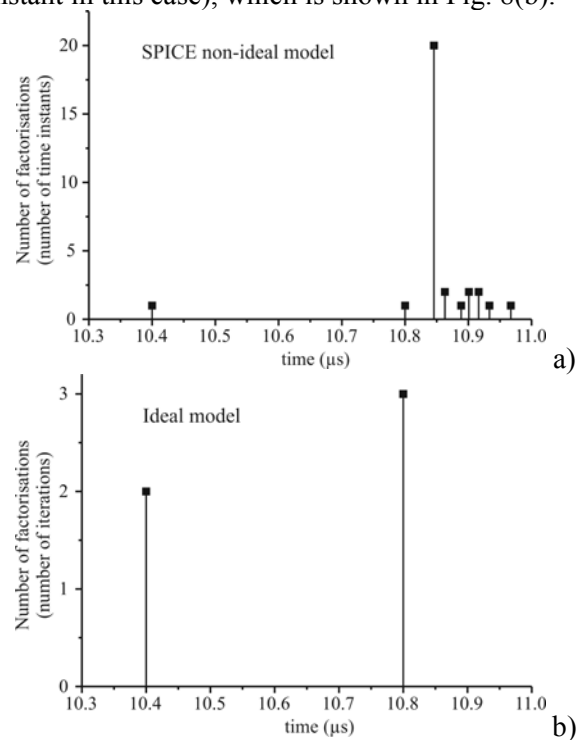 stant in this case), which is shown in Fig. 8(b).
SPICE non-ideal model
Number of factorisations
(number of time instants)
20
15
10
5
0
10.3 10.4 10.5 10.6 10.7 10.8 10.9 11.0
time (µs)
a)
Ideal model
Number of factorisations
(number of iterations)
3
2
1
0
10.3 10.4 10.5 10.6 10.7 10.8 10.9 11.0
time (µs)
b)